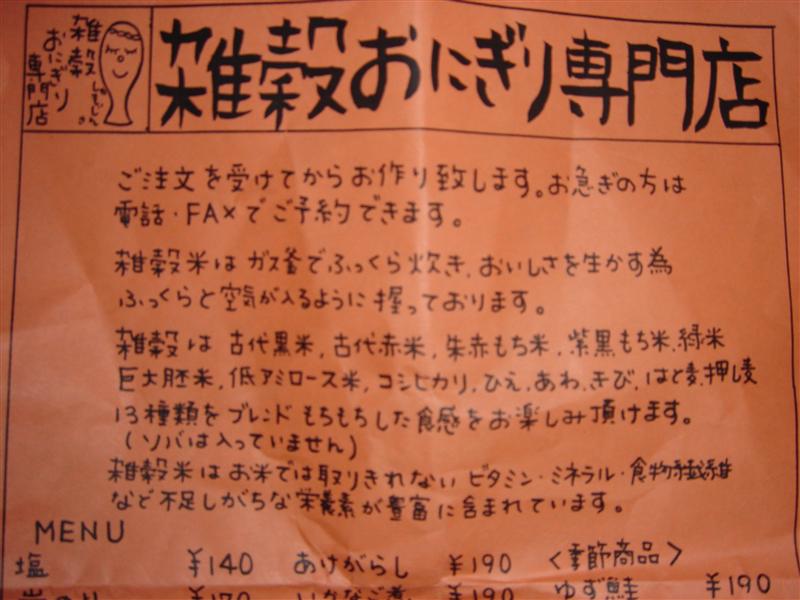 雑穀
おにぎり
専門店
雑穀おにぎり専門店
ご注文を受けてからお作り致します。お急ぎの方は
電話・FAXでご予約できます。
雑穀米はガス釜でふっくら炊き、おいしさを生かす為
ふっくらと空気が入るように握っております。
雑穀は古代黒米,古代赤米,朱赤もち米,紫黒もち米,緑米
巨大胚米,低アミロース米,コシヒカリ,ひえ,あわ,きび,はと麦,押し麦
13種類をブレンドもちもちした食感をお楽しみ頂けます。
(ソバは入っていません)
雑穀米はお米では取りきれないビタミン・ミネラル・食物繊維
など不足しがちな栄養素が豊富に含まれています。
MENU
塩 ¥140 あけがらし ¥190 〈季節商品〉
¥170 いかなご煮 ¥190 ゆず鮭 ¥190